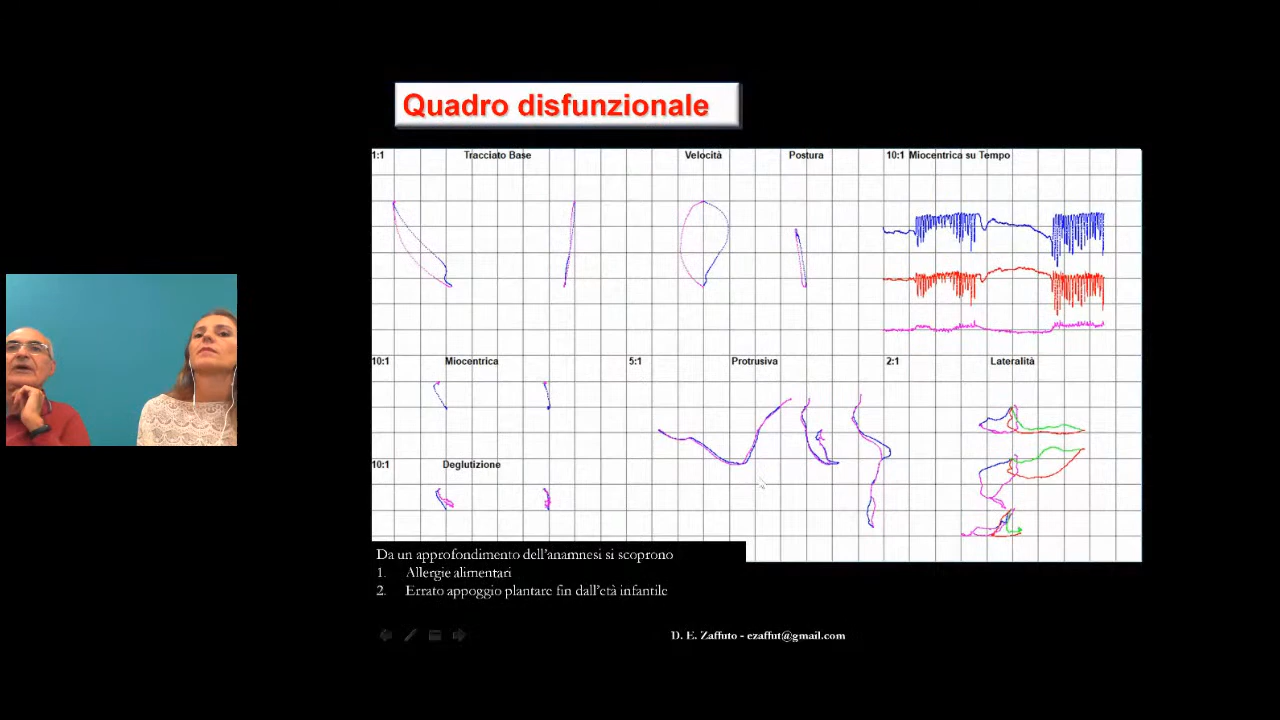 Quadro disfunzionale
1:1 Tracciato Base Velocità Postura 10:1 Miocentrica su Tempo
10:1 Miocentrica 5:1 Protrusiva 2:1 Lateralità
10:1 Deglutizione
Da un approfondimento dell'anamnesi si scoprono
1. Allergie alimentari
2. Errato appoggio plantare fin dall'età infantile
D. E. Zaffuto - ezaffut@gmail.com